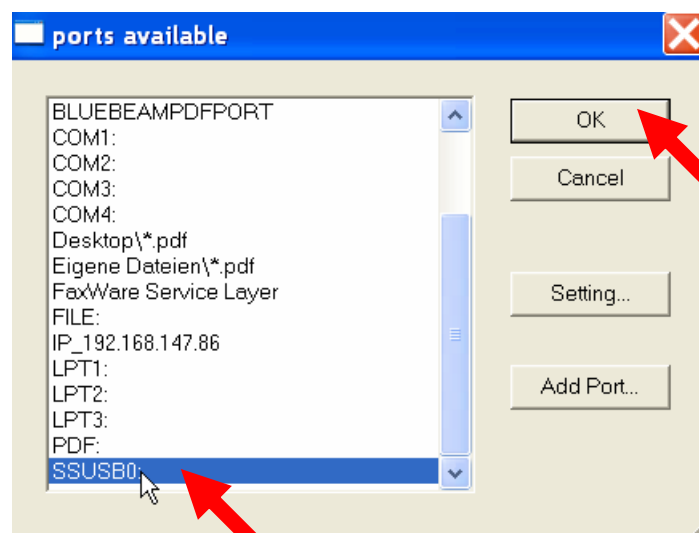 ports available
BLUEBEAMPDFPORT
COM1:
COM2:
COM3:
COM4:
Desktop\*.pdf
Eigene Dateien\*.pdf
FaxWare Service Layer
FILE:
IP_192.168.147.86
LPT1:
LPT2:
LPT3:
PDF:
SSUSB0:
OK
Cancel
Setting...
Add Port...